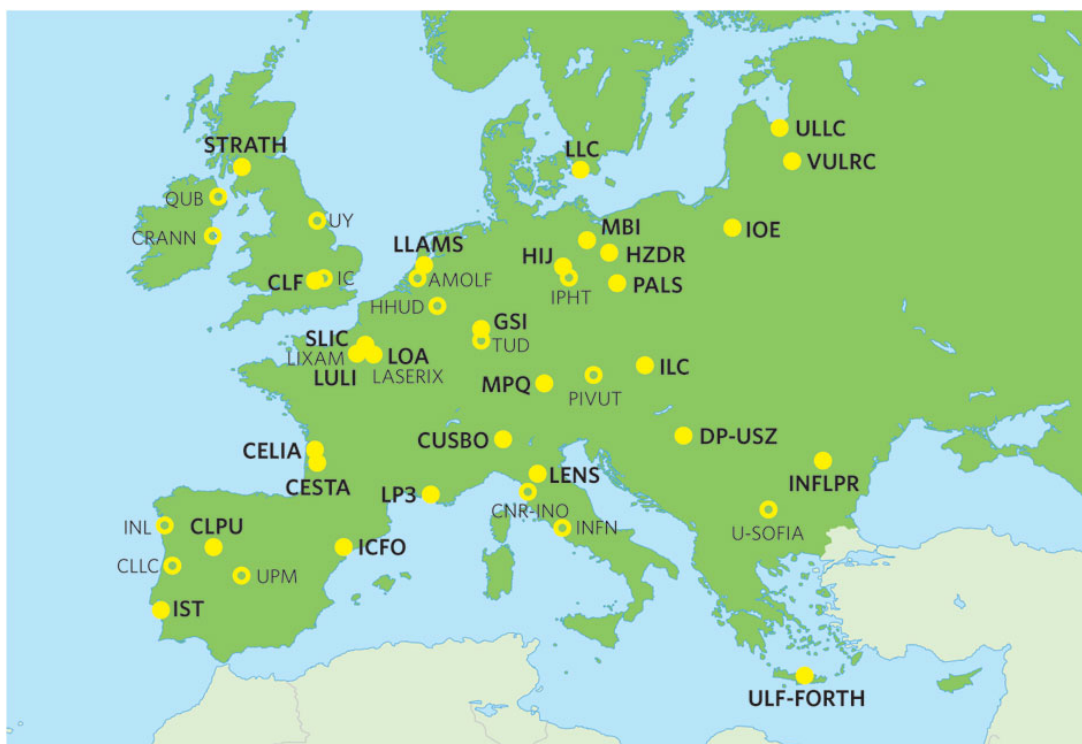 ULLC
STRATH
LLC
VULRC
QUB
UY
CRANN
MBI
IOE
LLAMS
HIJ
HZDR
CLF
IC
AMOLF
IPHT
PALS
HHUD
GSI
SLIC
TUD
LIXAM
LOA
LULI
LASERIX
ILC
MPQ
PIVUT
CUSBO
DP-USZ
CELIA
CESTA
LENS
INFLPR
LP3
CNR-INO
INL
CLPU
INFN
U-SOFIA
ICFO
CLLC
UPM
IST
ULF-FORTH